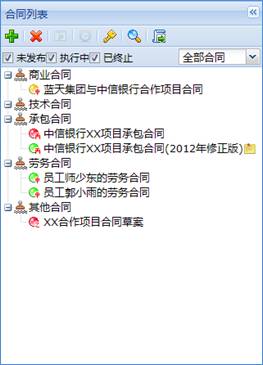 合同列表
未发布 执行中 已终止 全部合同
商业合同
蓝天集团与中信银行合作项目合同
技术合同
承包合同
中信银行XX项目承包合同
中信银行XX项目承包合同(2012年修正版)
劳务合同
员工师少东的劳务合同
员工郭小雨的劳务合同
其他合同
XX合作项目合同草案